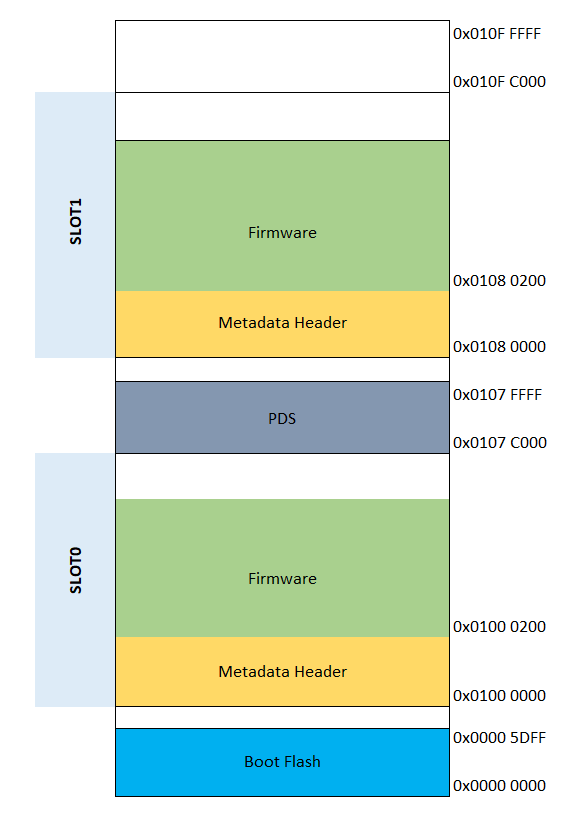 0x010F FFFF
0x010F C000
SLOT1
Firmware
0x0108 0200
Metadata Header
0x0108 0000
0x0107 FFFF
PDS
0x0107 C000
SLOT0
Firmware
0x0100 0200
Metadata Header
0x0100 0000
0x0000 5DFF
Boot Flash
0x0000 0000